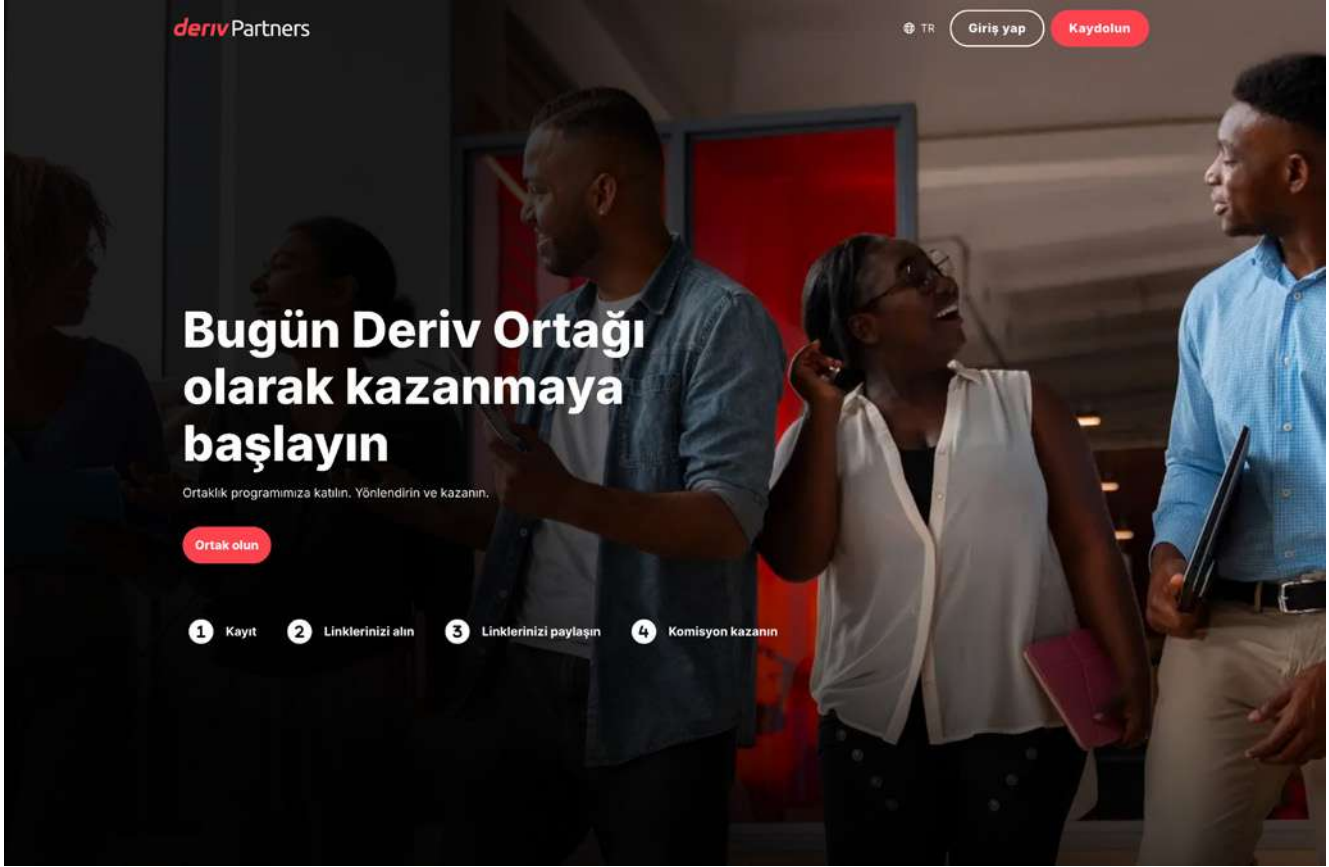 deriv Partners
TR
Giriş yap
Kaydolun
Bugün Deriv Ortağı
olarak kazanmaya
başlayın
Ortaklık programımıza katılın. Yönlendirin ve kazanın.
Ortak olun
1 Kayıt
2 Linklerinizi alın
3 Linklerinizi paylaşın
4 Komisyon kazanın